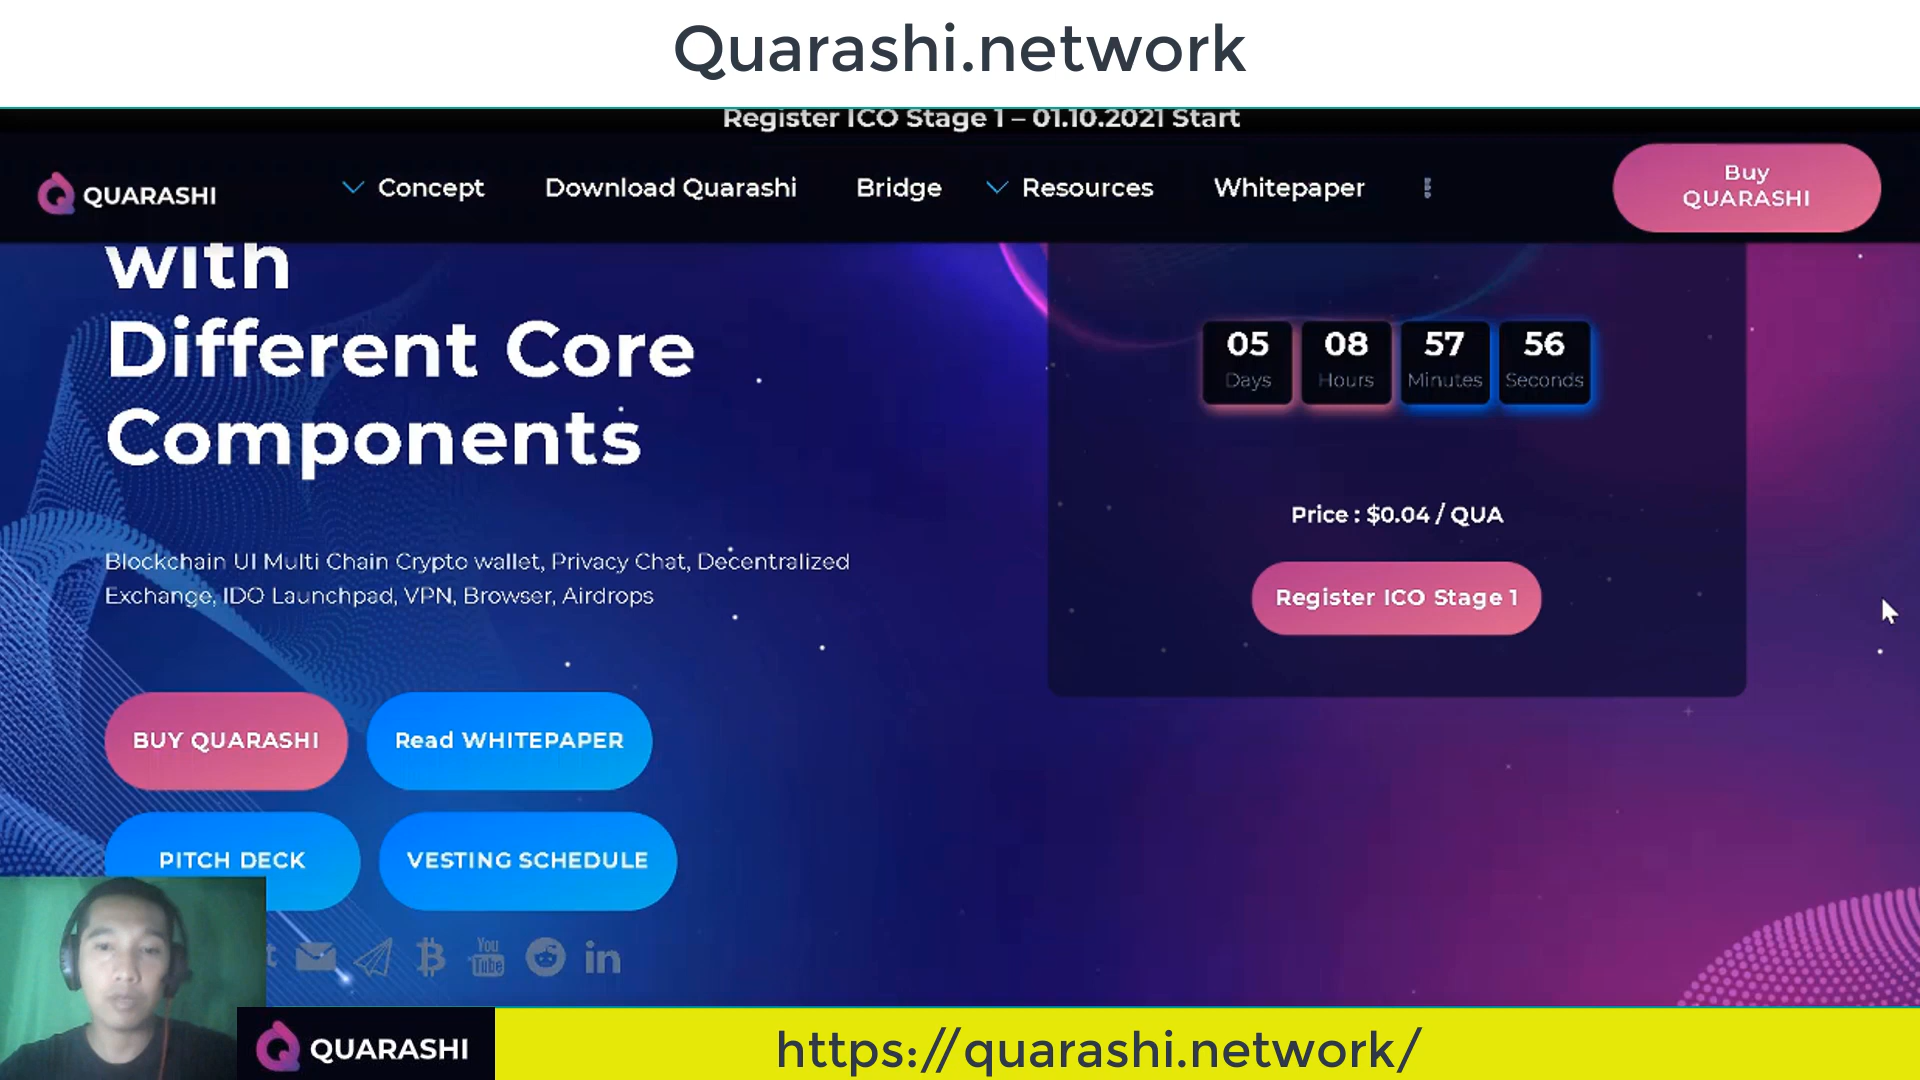 Quarashi.network
Register ICO Stage 1 – 01.10.2021 Start
QUARASHI
Concept
Download Quarashi
Bridge
Resources
Whitepaper
Buy
QUARASHI
with
Different Core
Components
Blockchain UI Multi Chain Crypto wallet, Privacy Chat, Decentralized
Exchange, IDO Launchpad, VPN, Browser, Airdrops
BUY QUARASHI
Read WHITEPAPER
PITCH DECK
VESTING SCHEDULE
05 08 57 56
Days Hours Minutes Seconds
Price : $0.04 / QUA
Register ICO Stage 1
t
You
Tube
in
QUARASHI
https://quarashi.network/